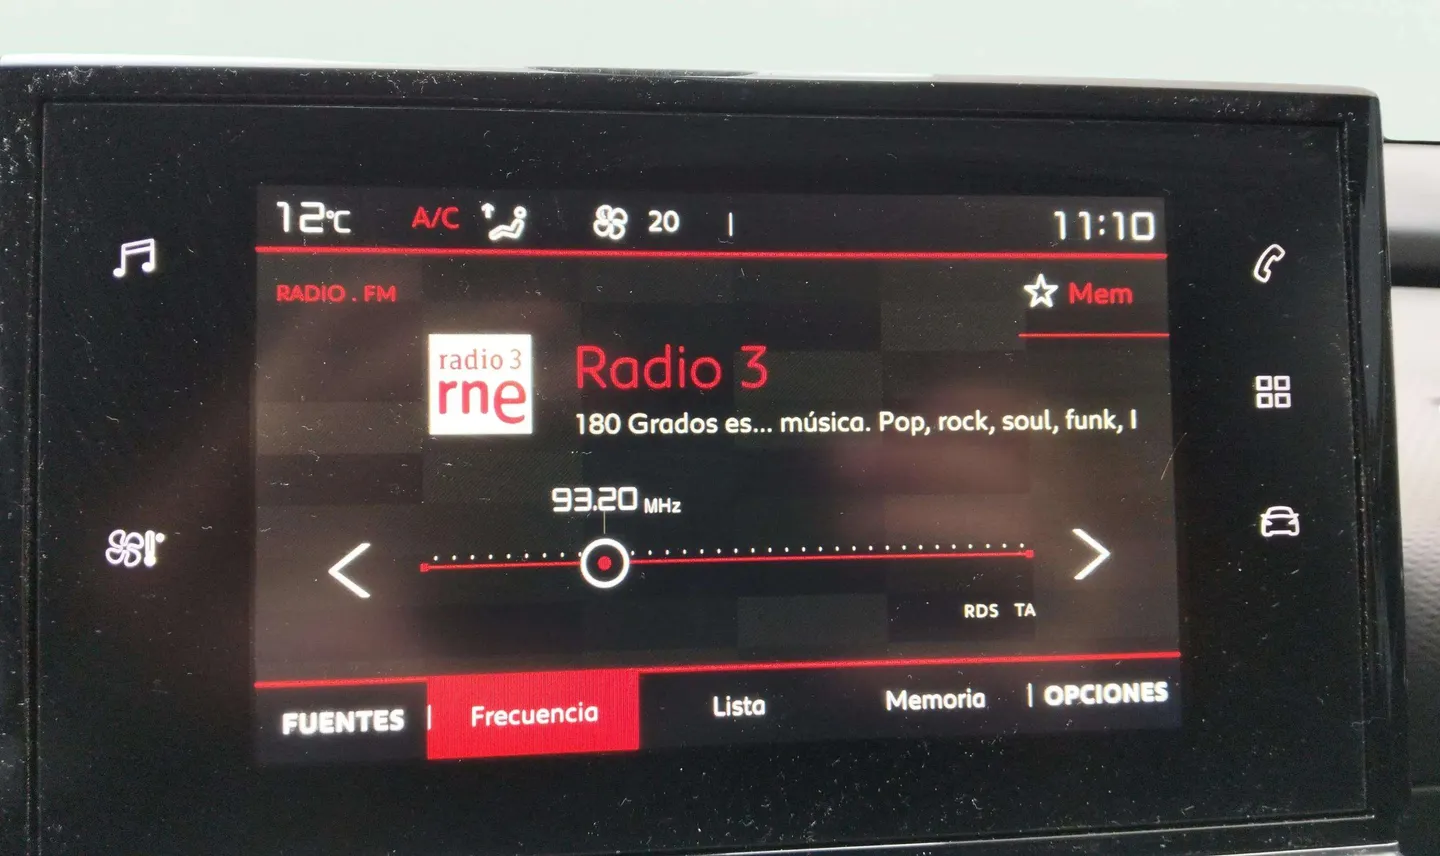 12°C A/C 20 11:10
RADIO . FM Mem
radio 3
rne
Radio 3
180 Grados es... música. Pop, rock, soul, funk, I
93.20 MHz
RDS TA
FUENTES Frecuencia Lista Memoria OPCIONES